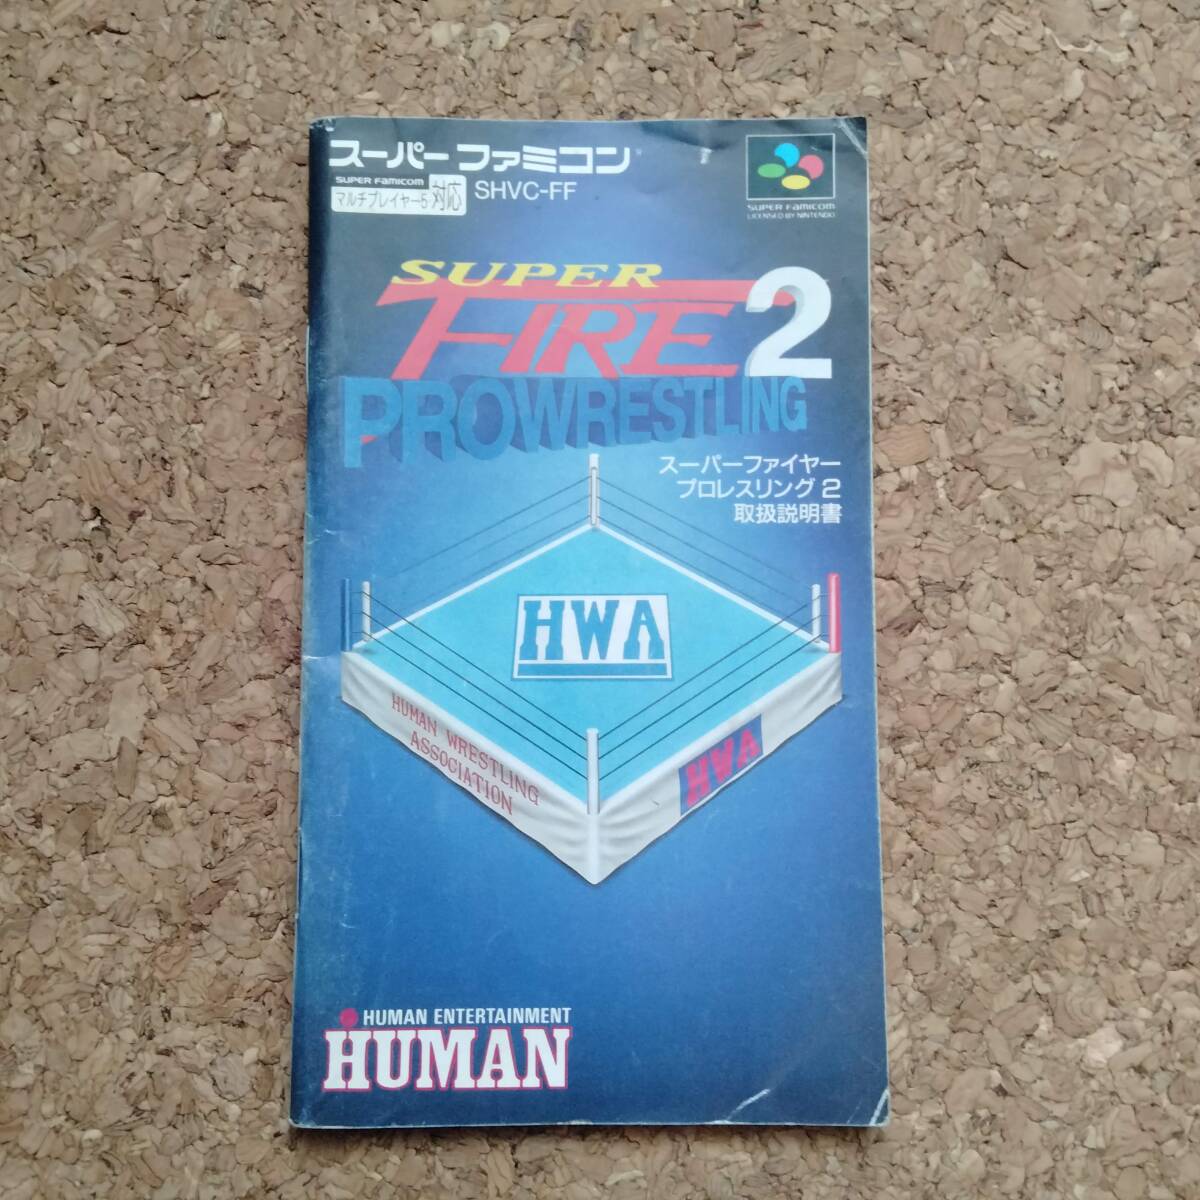 スーパーファミコン
SUPER FAMICOM
マルチプレイヤー5対応
SHVC-FF
SUPER FAMICOM
LICENSED BY NINTENDO
SUPER
FIRE 2
PROWRESTLING
スーパーファイヤー
プロレスリング2
取扱説明書
HWA
HUMAN WRESTLING
ASSOCIATION
HWA
HUMAN ENTERTAINMENT
HUMAN